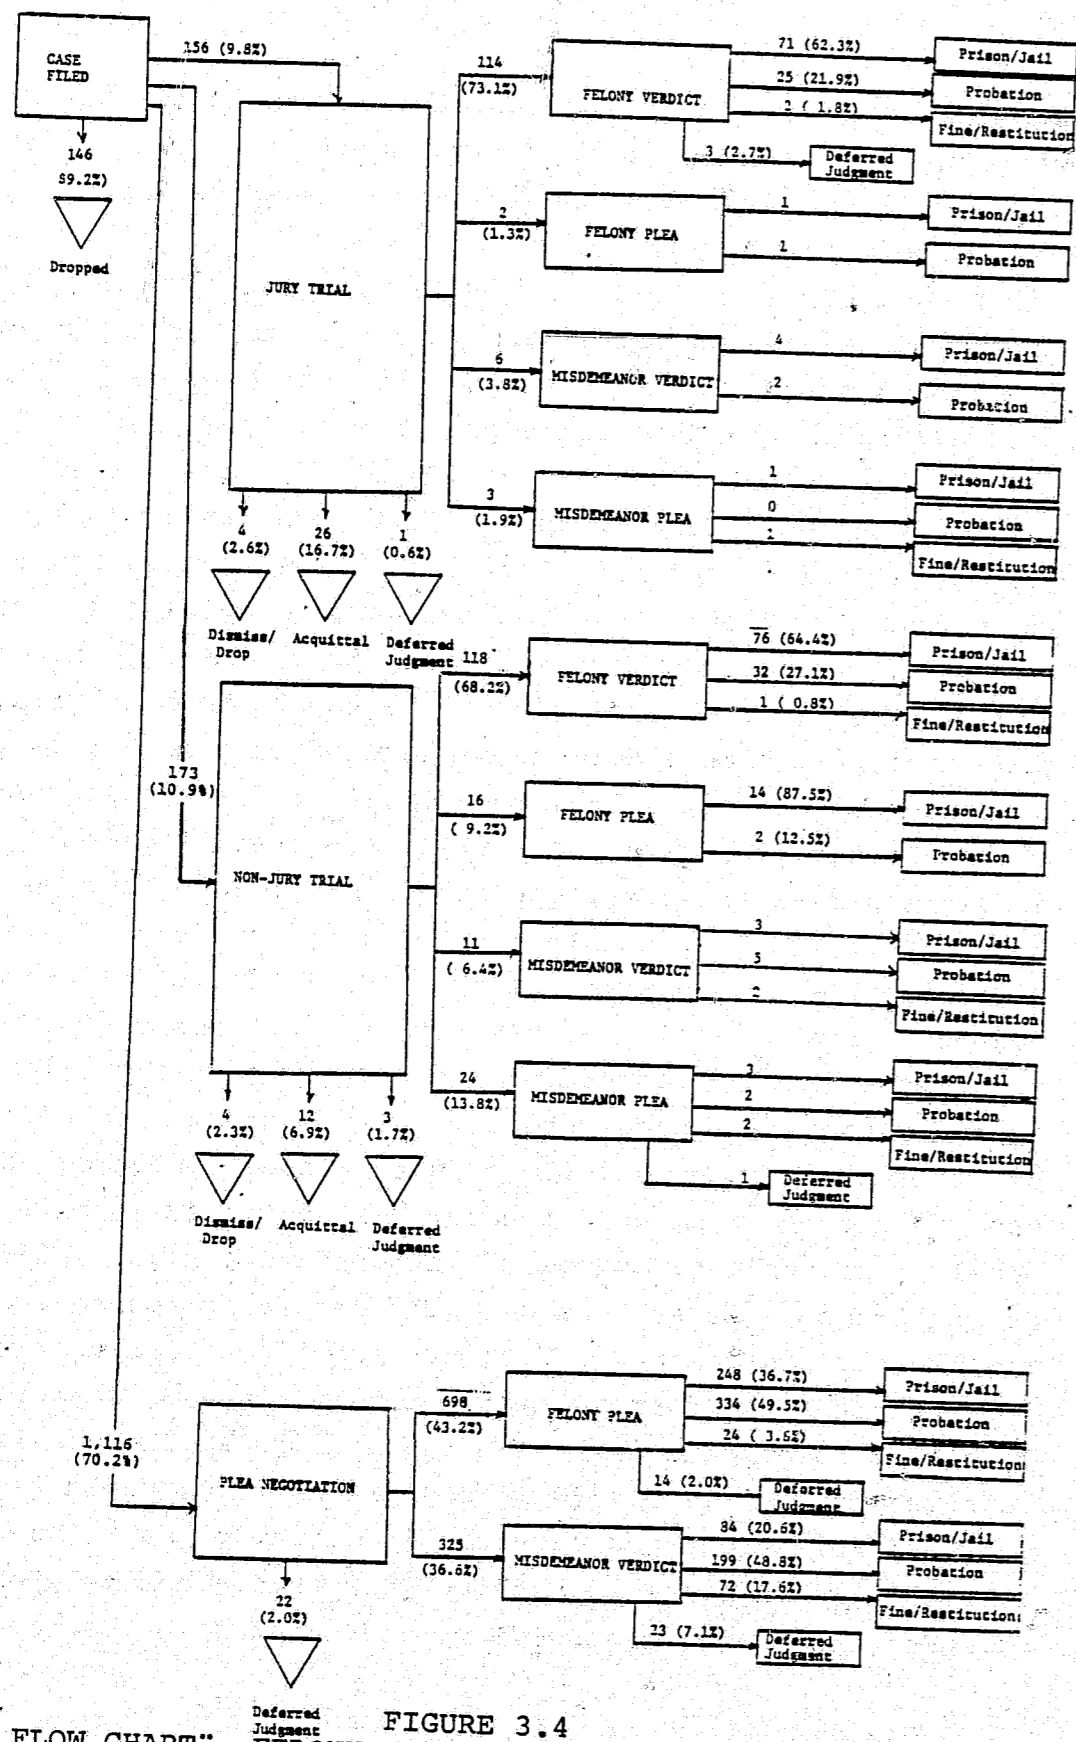 CASE
FILED
156 (9.8%)
146
S9.2%)
Dropped
173
(10.9%)
1,116
(70.2%)
JURY TRIAL
4
(2.6%)
Dismiss/
Drop
26
(16.7%)
Acquittal
1
(0.6%)
Deferred
Judgment
114
(73.1%)
FELONY VERDICT
71 (62.3%)
Prison/Jail
25 (21.9%)
Probation
2 ( 1.8%)
Fine/Restitution
3 (2.7%)
Deferred
Judgment
2
(1.3%)
FELONY PLEA
1
Prison/Jail
1
Probation
6
(3.8%)
MISDEMEANOR VERDICT
4
Prison/Jail
2
Probation
3
(1.9%)
MISDEMEANOR PLEA
1
Prison/Jail
0
Probation
1
Fine/Restitution
NON-JURY TRIAL
4
(2.3%)
Dismiss/
Drop
12
(6.9%)
Acquittal
3
(1.7%)
Deferred
Judgment
118
(68.2%)
FELONY VERDICT
76 (64.4%)
Prison/Jail
32 (27.1%)
Probation
1 ( 0.8%)
Fine/Restitution
16
( 9.2%)
FELONY PLEA
14 (87.5%)
Prison/Jail
2 (12.5%)
Probation
11
( 6.4%)
MISDEMEANOR VERDICT
3
Prison/Jail
5
Probation
2
Fine/Restitution
24
(13.8%)
MISDEMEANOR PLEA
3
Prison/Jail
2
Probation
2
Fine/Restitution
1
Deferred
Judgment
PLEA NEGOTIATION
22
(2.0%)
Deferred
Judgment
698
(43.2%)
FELONY PLEA
248 (36.7%)
Prison/Jail
334 (49.5%)
Probation
24 ( 3.6%)
Fine/Restitution
14 (2.0%)
Deferred
Judgment
325
(36.6%)
MISDEMEANOR VERDICT
84 (20.6%)
Prison/Jail
199 (48.8%)
Probation
72 (17.6%)
Fine/Restitution
23 (7.1%)
Deferred
Judgment
FIGURE 3.4
FLOW CHART"